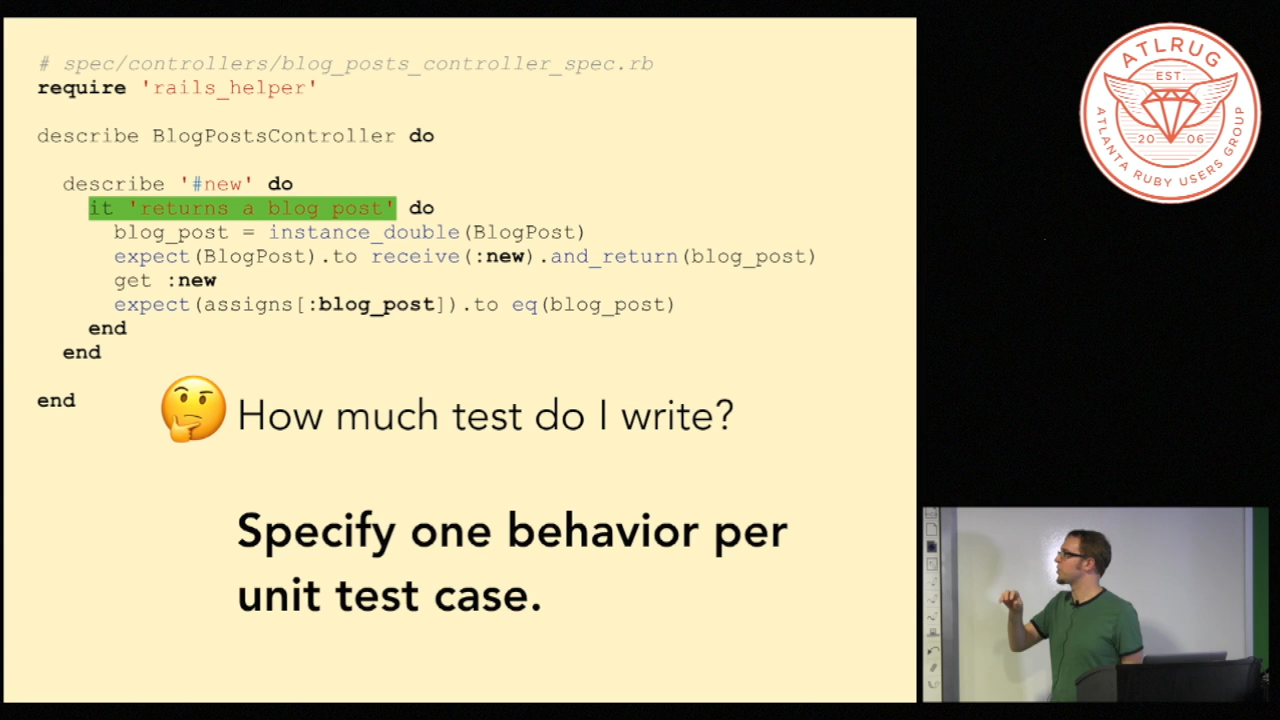 # spec/controllers/blog_posts_controller_spec.rb
require 'rails_helper'
describe BlogPostsController do
describe '#new' do
it 'returns a blog post' do
blog_post = instance_double(BlogPost)
expect(BlogPost).to receive(:new).and_return(blog_post)
get :new
expect(assigns[:blog_post]).to eq(blog_post)
end
end
end
How much test do I write?
Specify one behavior per
unit test case.
ATLRUG
EST.
20 06
ATLANTA RUBY USERS GROUP